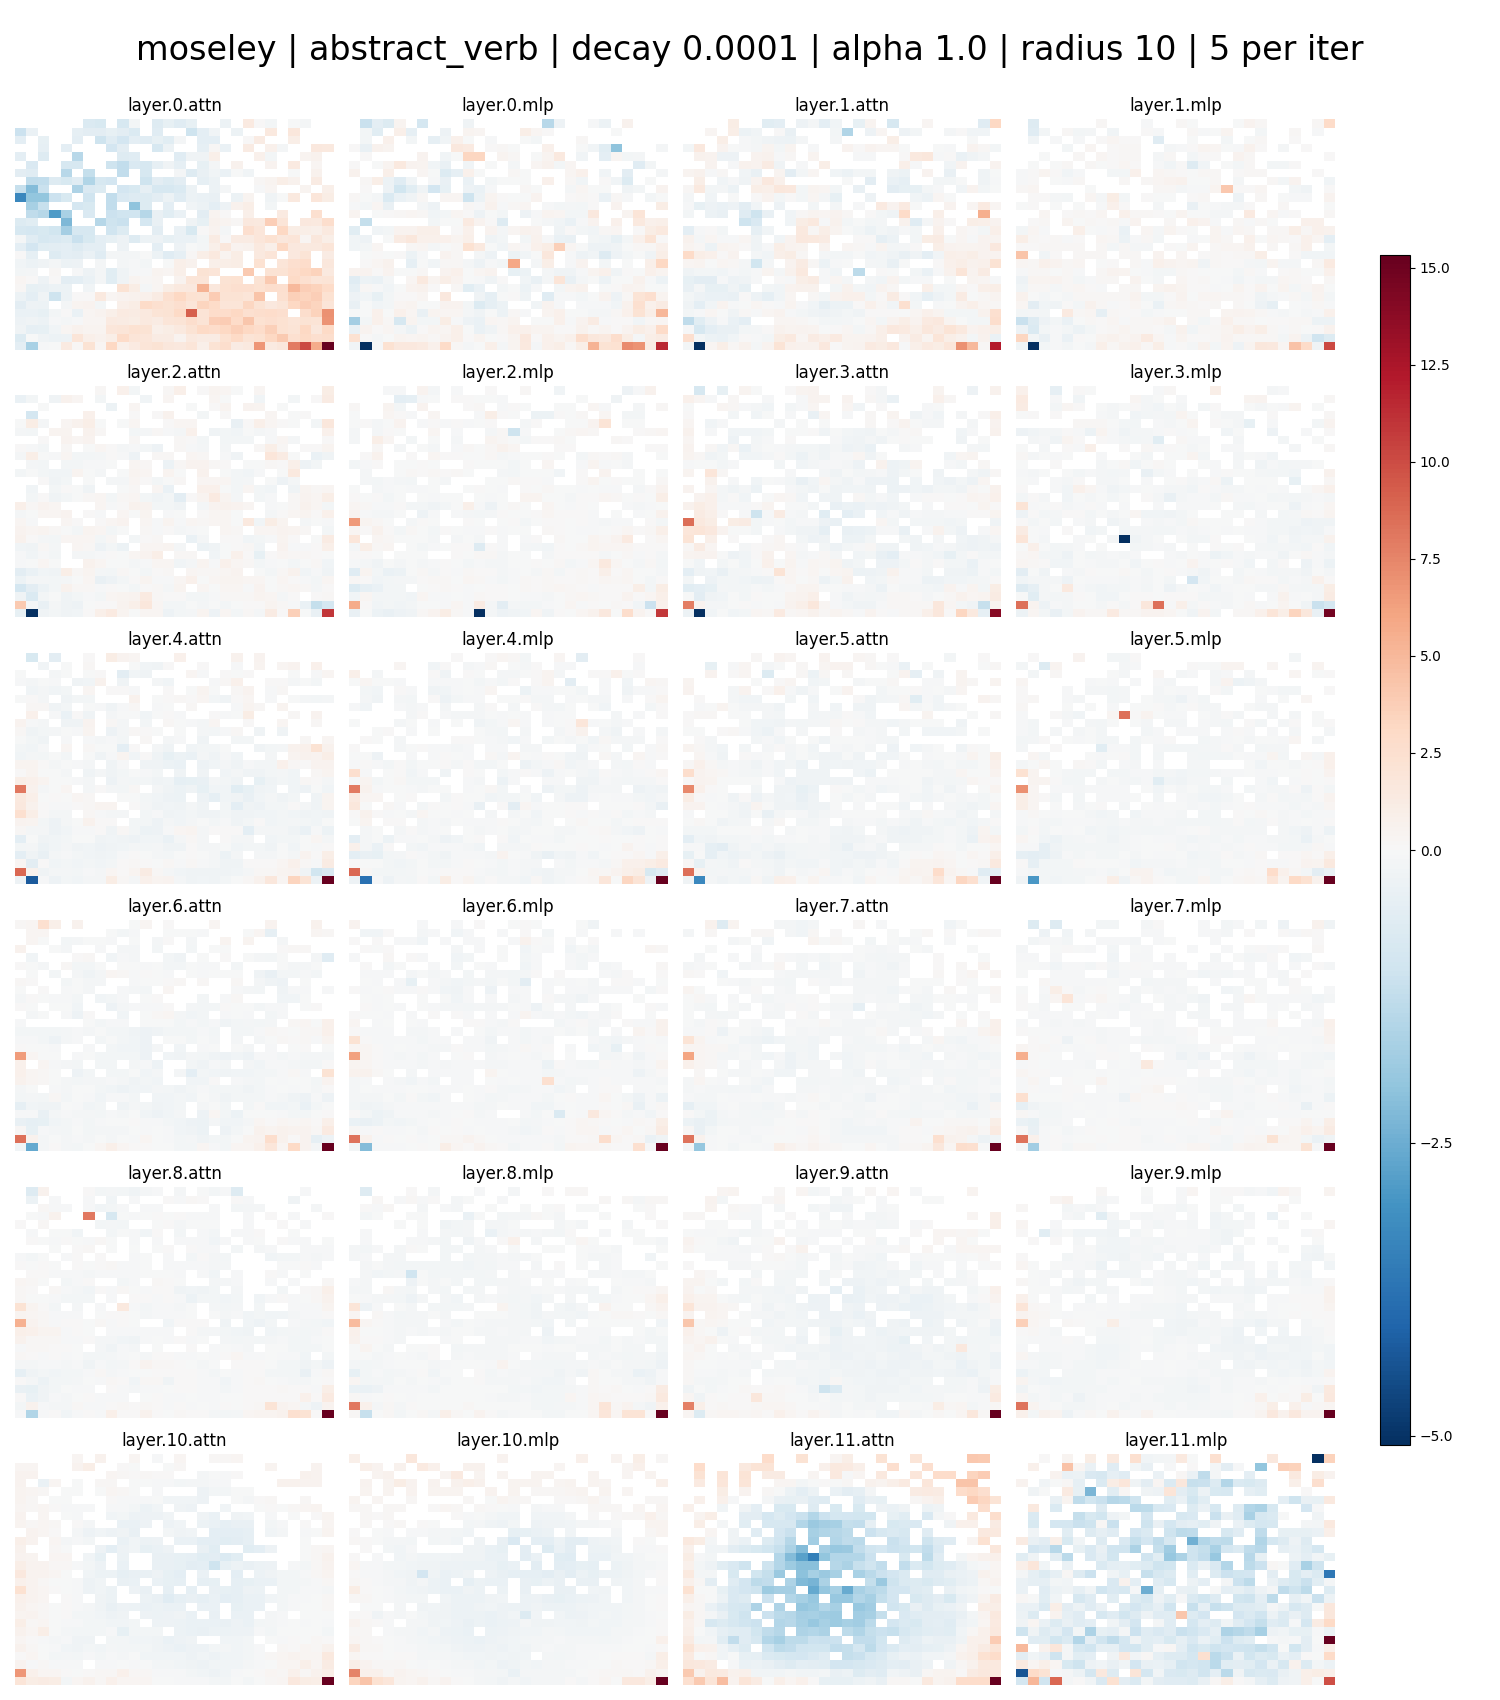 moseley | abstract_verb | decay 0.0001 | alpha 1.0 | radius 10 | 5 per iter
layer.0.attn layer.0.mlp layer.1.attn layer.1.mlp
layer.2.attn layer.2.mlp layer.3.attn layer.3.mlp
layer.4.attn layer.4.mlp layer.5.attn layer.5.mlp
layer.6.attn layer.6.mlp layer.7.attn layer.7.mlp
layer.8.attn layer.8.mlp layer.9.attn layer.9.mlp
layer.10.attn layer.10.mlp layer.11.attn layer.11.mlp
15.0
12.5
10.0
7.5
5.0
2.5
0.0
−2.5
−5.0